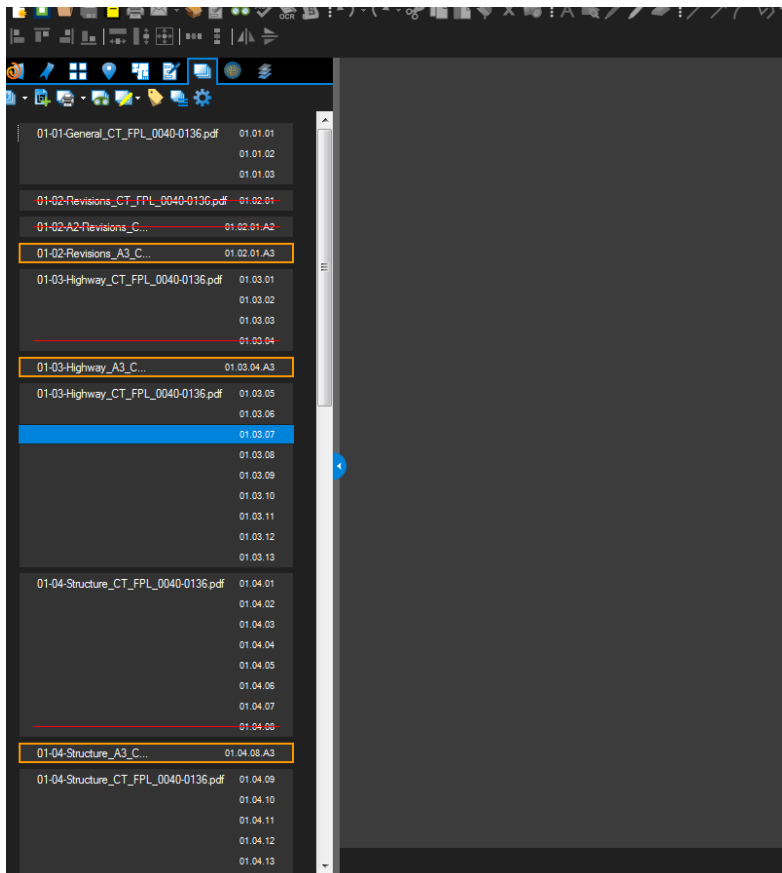 OCR
01-01-General_CT_FPL_0040-0136.pdf 01.01.01
01.01.02
01.01.03
01-02-Revisions_CT_FPL_0040-0136.pdf 01.02.01
01-02-A2-Revisions_C... 01.02.01.A2
01-02-Revisions_A3_C... 01.02.01.A3
01-03-Highway_CT_FPL_0040-0136.pdf 01.03.01
01.03.02
01.03.03
01.03.04
01-03-Highway_A3_C... 01.03.04.A3
01-03-Highway_CT_FPL_0040-0136.pdf 01.03.05
01.03.06
01.03.07
01.03.08
01.03.09
01.03.10
01.03.11
01.03.12
01.03.13
01-04-Structure_CT_FPL_0040-0136.pdf 01.04.01
01.04.02
01.04.03
01.04.04
01.04.05
01.04.06
01.04.07
01.04.08
01-04-Structure_A3_C... 01.04.08.A3
01-04-Structure_CT_FPL_0040-0136.pdf 01.04.09
01.04.10
01.04.11
01.04.12
01.04.13